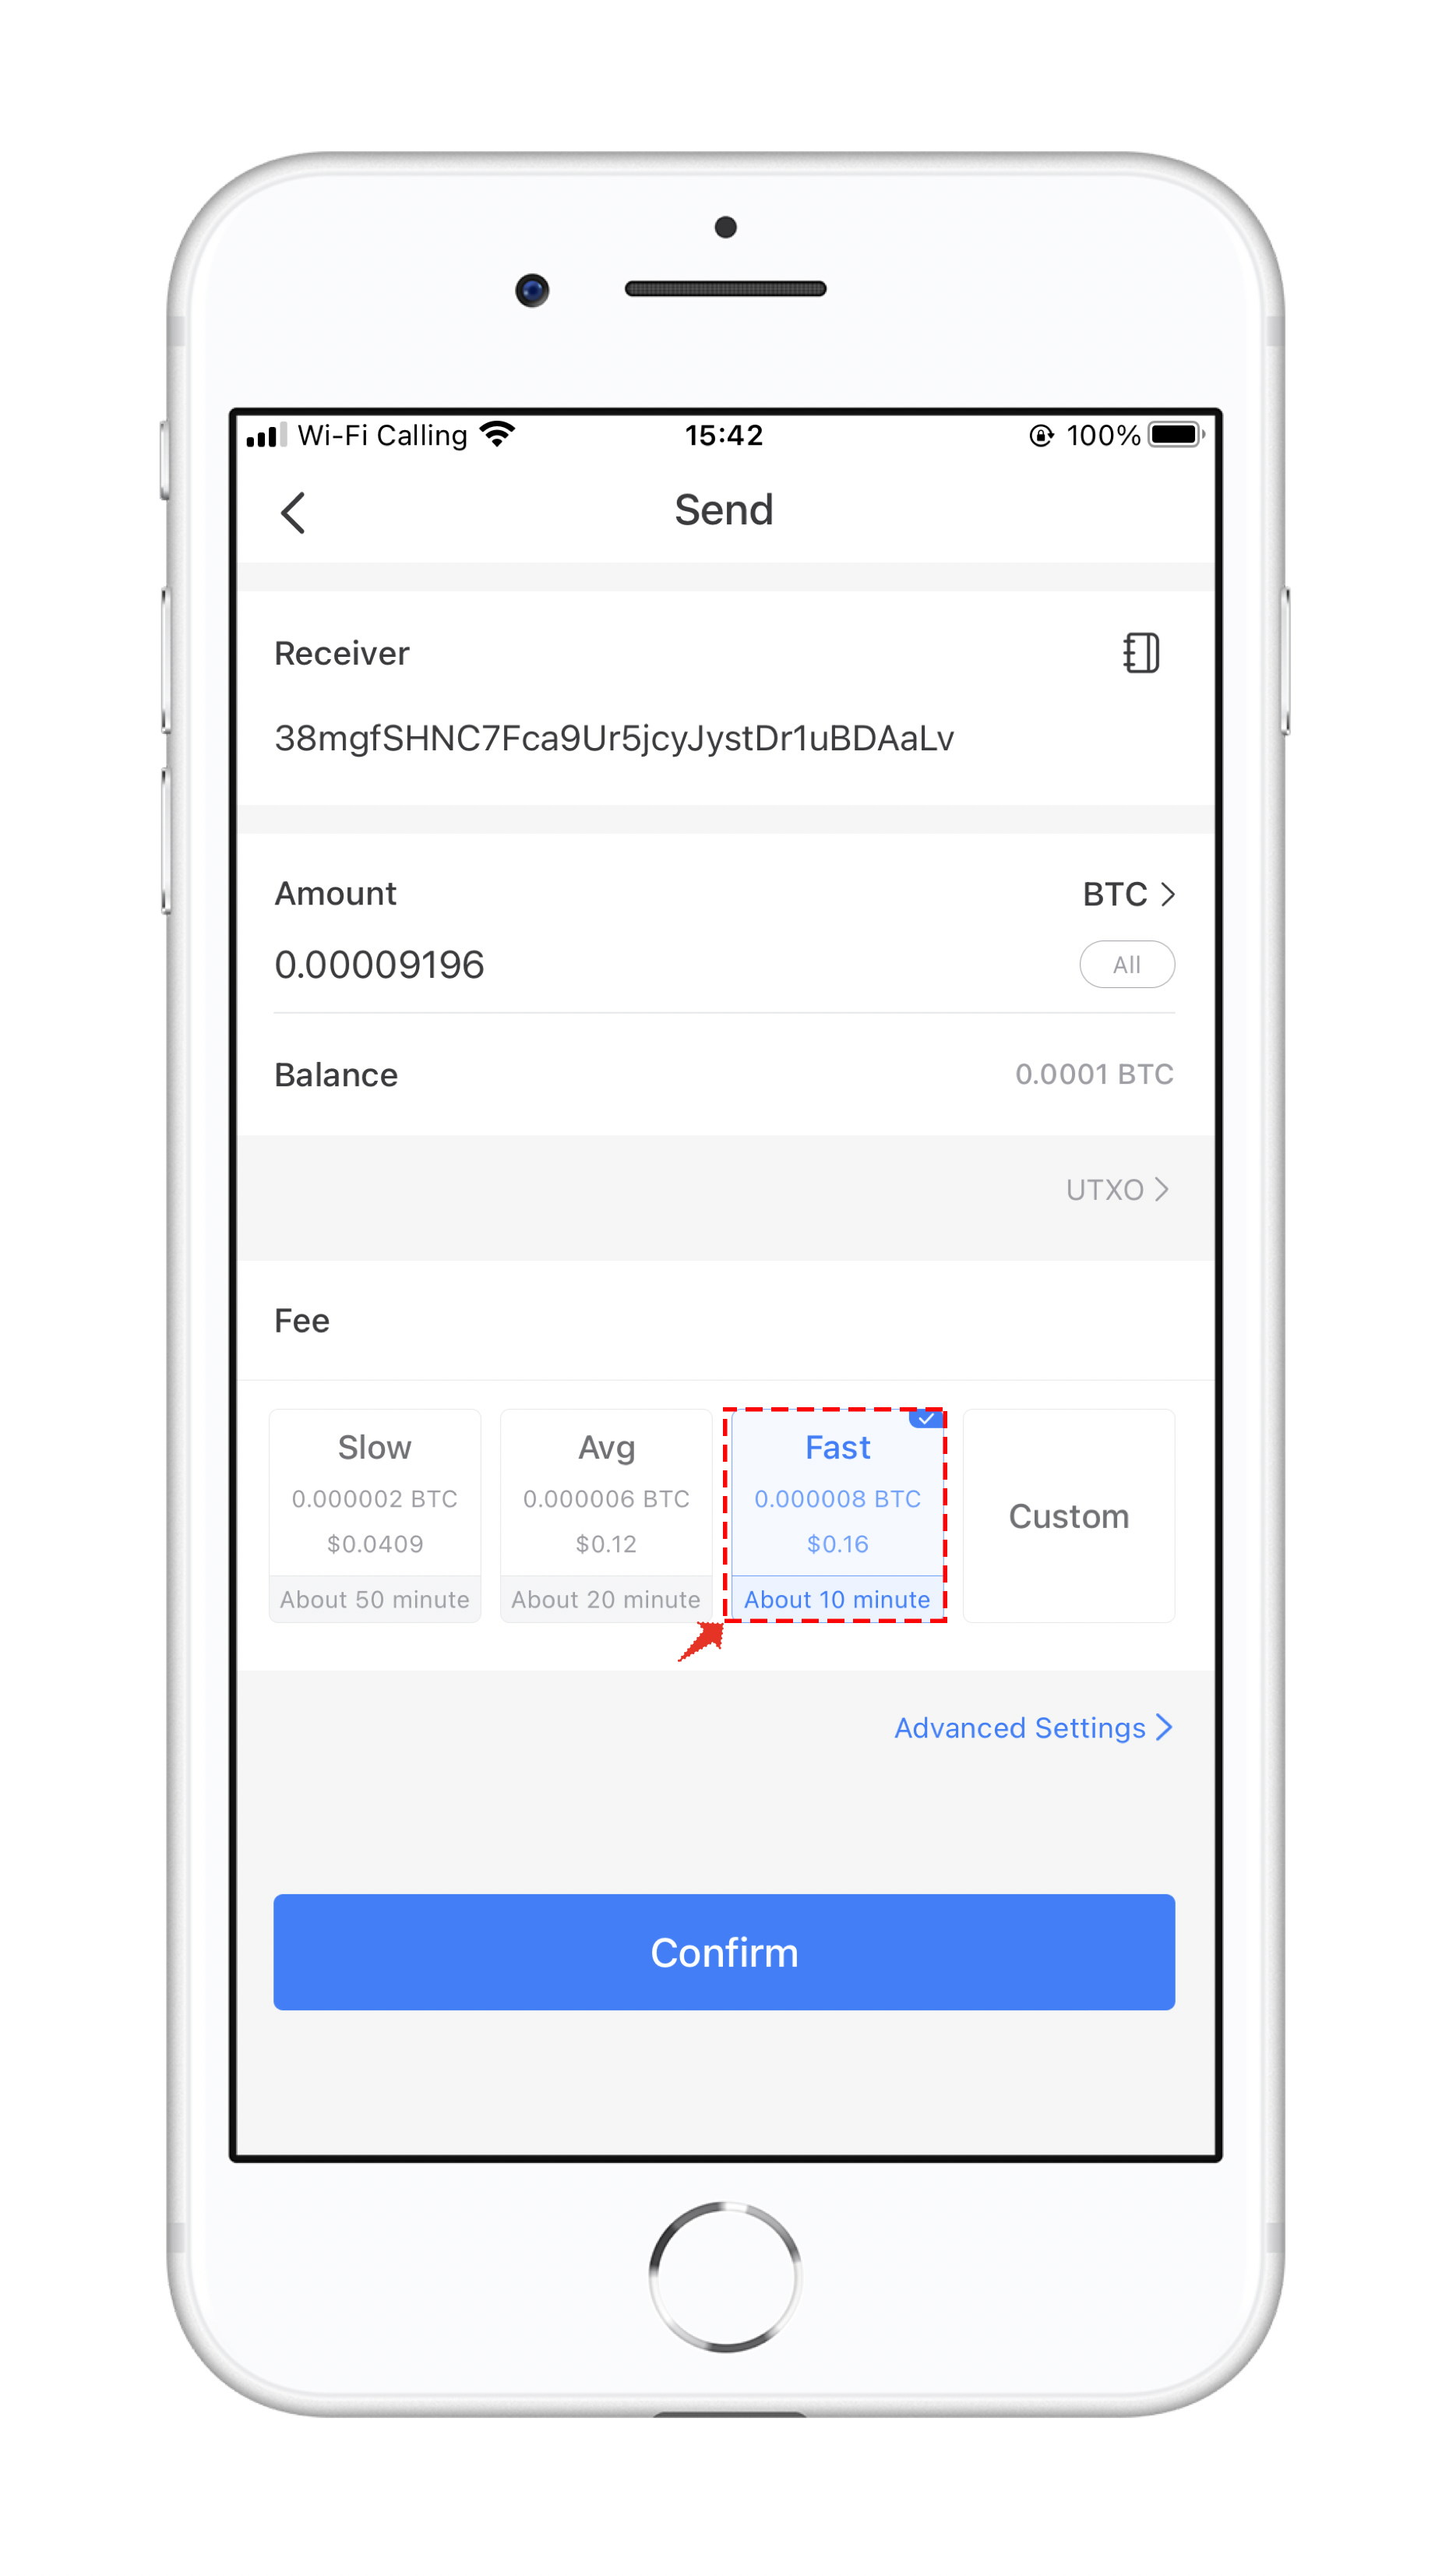 Wi-Fi Calling 15:42 100%
Send
Receiver
38mgfSHNC7Fca9Ur5jcyJystDr1uBDAaLv
Amount BTC
0.00009196 All
Balance 0.0001 BTC
UTXO
Fee
Slow Avg Fast
0.000002 BTC 0.000006 BTC 0.000008 BTC Custom
$0.0409 $0.12 $0.16
About 50 minute About 20 minute About 10 minute
Advanced Settings
Confirm